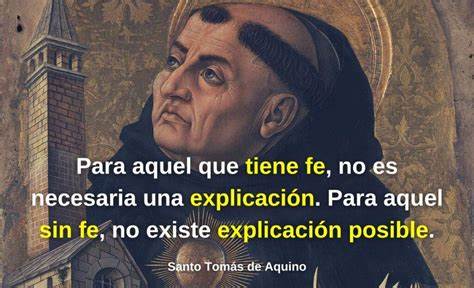 Para aquel que tiene fe, no es
necesaria una explicación. Para aquel
sin fe, no existe explicación posible.
Santo Tomás de Aquino